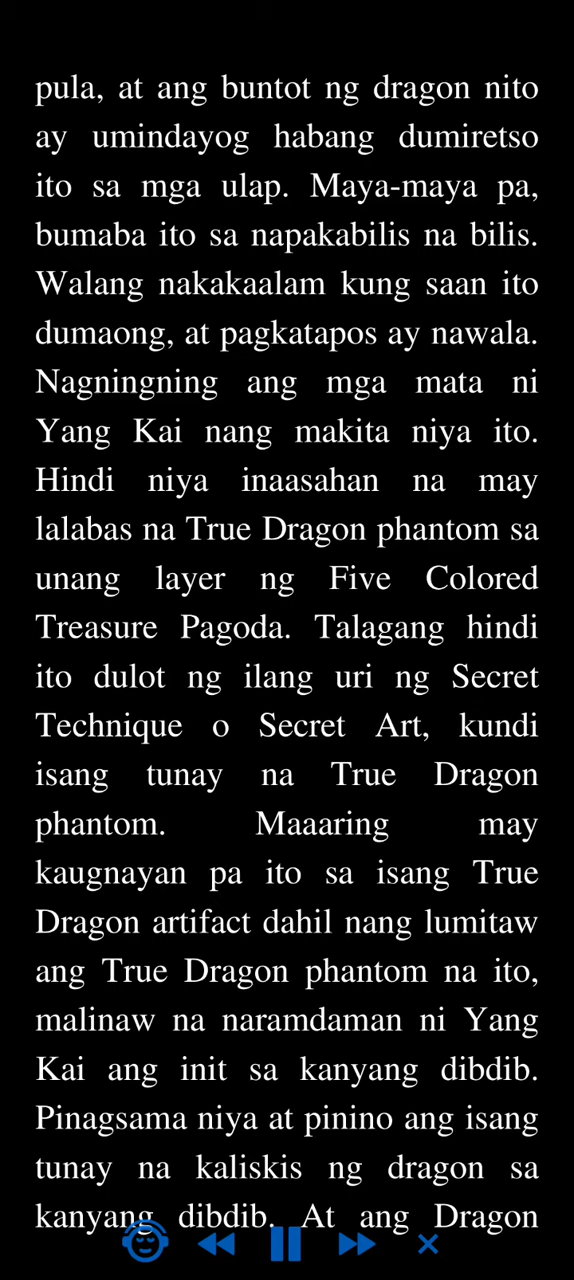 pula, at ang buntot ng dragon nito
ay umindayog habang dumiretso
ito sa mga ulap. Maya-maya pa,
bumaba ito sa napakabilis na bilis.
Walang nakakaalam kung saan ito
dumaong, at pagkatapos ay nawala.
Nagningning ang mga mata ni
Yang Kai nang makita niya ito.
Hindi niya inaasahan na may
lalabas na True Dragon phantom sa
unang layer ng Five Colored
Treasure Pagoda. Talagang hindi
ito dulot ng ilang uri ng Secret
Technique o Secret Art, kundi
isang tunay na True Dragon
phantom. Maaaring may
kaugnayan pa ito sa isang True
Dragon artifact dahil nang lumitaw
ang True Dragon phantom na ito,
malinaw na naramdaman ni Yang
Kai ang init sa kanyang dibdib.
Pinagsama niya at pinino ang isang
tunay na kaliskis ng dragon sa
kanyang dibdib. At ang Dragon